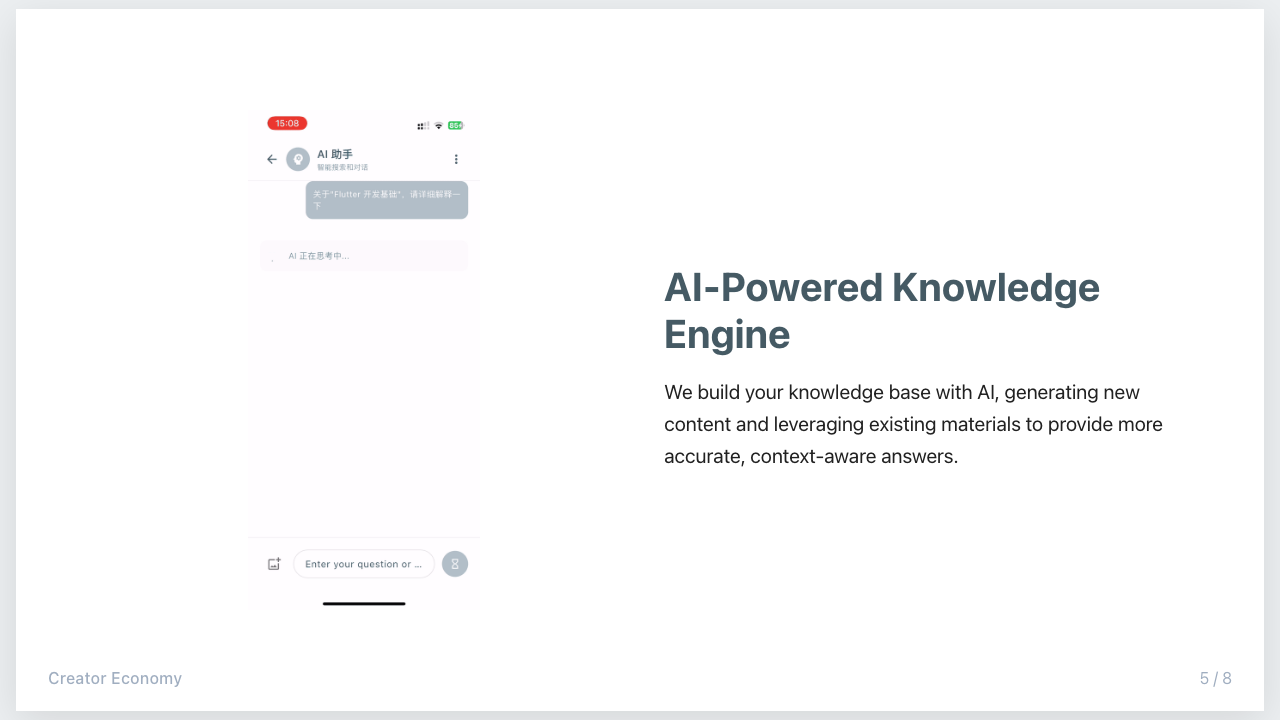 15:08
85+
AI 助手
智能搜索和对话
关于"Flutter 开发基础"，请详细解释一
下
AI 正在思考中...
Enter your question or ...
AI-Powered Knowledge
Engine
We build your knowledge base with AI, generating new
content and leveraging existing materials to provide more
accurate, context-aware answers.
Creator Economy
5 / 8